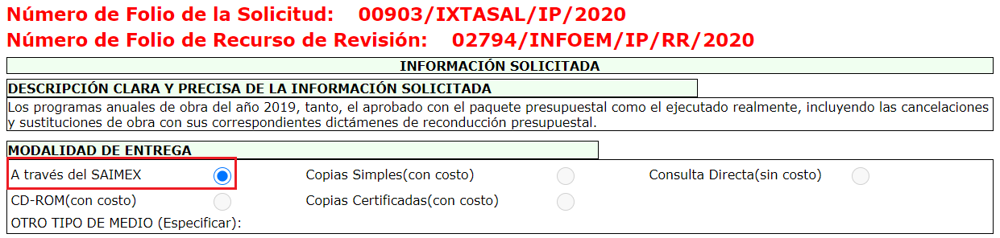 Número de Folio de la Solicitud: 00903/IXTASAL/IP/2020
Número de Folio de Recurso de Revisión: 02794/INFOEM/IP/RR/2020
INFORMACIÓN SOLICITADA
DESCRIPCIÓN CLARA Y PRECISA DE LA INFORMACIÓN SOLICITADA
Los programas anuales de obra del año 2019, tanto, el aprobado con el paquete presupuestal como el ejecutado realmente, incluyendo las cancelaciones
y sustituciones de obra con sus correspondientes dictámenes de reconducción presupuestal.
MODALIDAD DE ENTREGA
A través del SAIMEX Copias Simples(con costo) Consulta Directa(sin costo)
CD-ROM(con costo) Copias Certificadas(con costo)
OTRO TIPO DE MEDIO (Especificar):